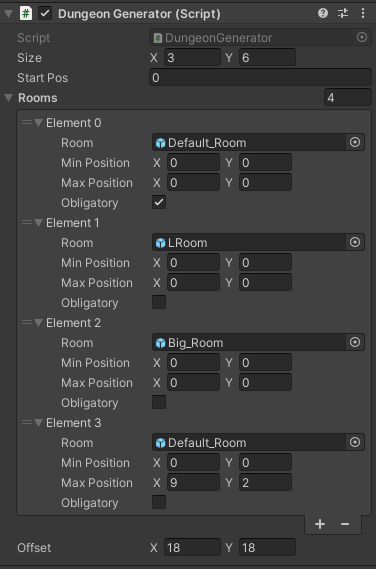 Dungeon Generator (Script)
Script DungeonGenerator
Size X 3 Y 6
Start Pos 0
Rooms 4
Element 0
Room Default_Room
Min Position X 0 Y 0
Max Position X 0 Y 0
Obligatory
Element 1
Room LRoom
Min Position X 0 Y 0
Max Position X 0 Y 0
Obligatory
Element 2
Room Big_Room
Min Position X 0 Y 0
Max Position X 0 Y 0
Obligatory
Element 3
Room Default_Room
Min Position X 0 Y 0
Max Position X 9 Y 2
Obligatory
Offset X 18 Y 18